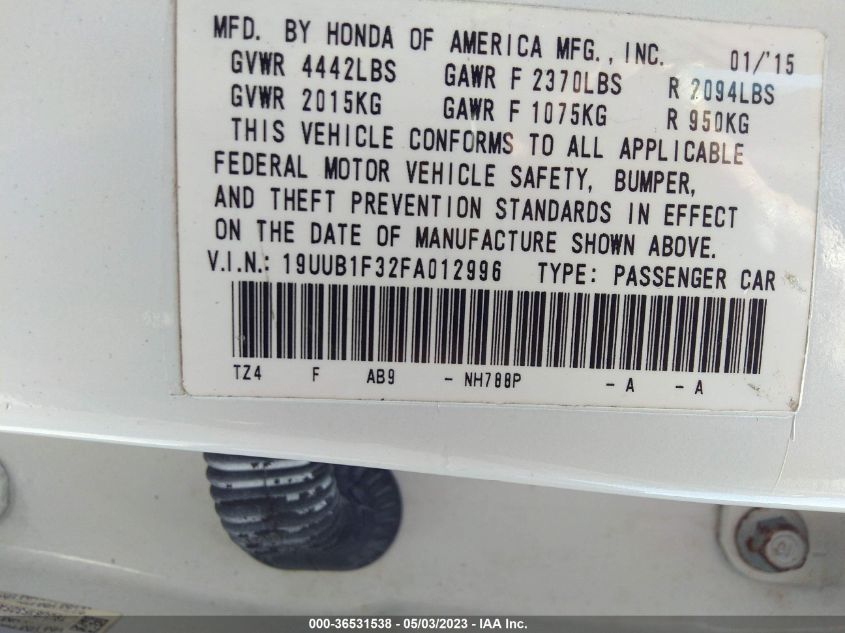 MFD. BY HONDA OF AMERICA MFG., INC. 01/'15
GVWR 4442LBS GAWR F 2370LBS R 2094LBS
GVWR 2015KG GAWR F 1075KG R 950KG
THIS VEHICLE CONFORMS TO ALL APPLICABLE
FEDERAL MOTOR VEHICLE SAFETY, BUMPER,
AND THEFT PREVENTION STANDARDS IN EFFECT
ON THE DATE OF MANUFACTURE SHOWN ABOVE.
V.I.N.: 19UUB1F32FA012996 TYPE: PASSENGER CAR
TZ4 F AB9 - NH788P - A - A
000-36531538 - 05/03/2023 - IAA Inc.